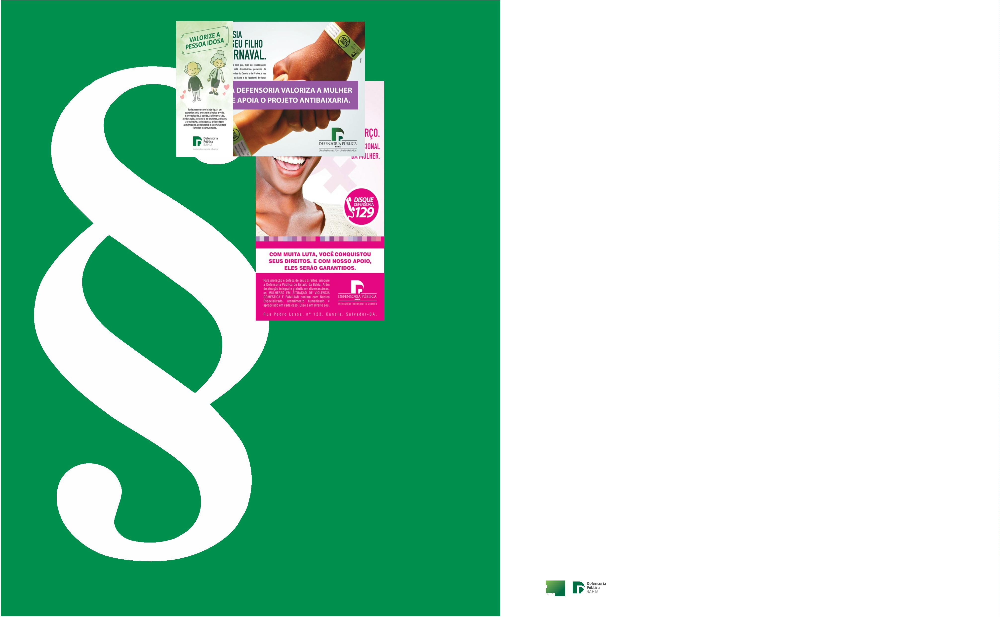 VALORIZE A
PESSOA IDOSA
Toda pessoa com idade igual ou
superior a 60 anos tem direito à vida,
à privacidade, à saúde, à alimentação,
à educação, à cultura, ao esporte, ao lazer,
ao trabalho, à cidadania, à liberdade,
à dignidade, ao respeito e à convivência
familiar e comunitária.
Defensoria
Pública
BAHIA
Instituição essencial à Justiça
SIA
SEU FILHO
RNAVAL.
com pai, mãe ou responsável.
está distribuindo pulseiras de
do Canela e da Pituba, e nas
da Lapa e do Iguatemi. Se levar
A DEFENSORIA VALORIZA A MULHER
E APOIA O PROJETO ANTIBAIXARIA.
DEFENSORIA PÚBLICA
BAHIA
Um direito seu. Um direito de todos.
RÇO.
CIONAL
DA MULHER.
DISQUE
DEFENSORIA
129
COM MUITA LUTA, VOCÊ CONQUISTOU
SEUS DIREITOS. E COM NOSSO APOIO,
ELES SERÃO GARANTIDOS.
Para proteção e defesa de seus direitos, procure
a Defensoria Pública do Estado da Bahia. Além
de atuação integral e gratuita em diversas áreas,
as MULHERES EM SITUAÇÃO DE VIOLÊNCIA
DOMÉSTICA E FAMILIAR contam com Núcleo
Especializado, atendimento humanizado e
apropriado em cada caso. Esse é um direito seu.
DEFENSORIA PÚBLICA
BAHIA
Instituição essencial à Justiça
Rua Pedro Lessa, nº 123, Canela. Salvador-BA.
§
Defensoria
Pública
BAHIA